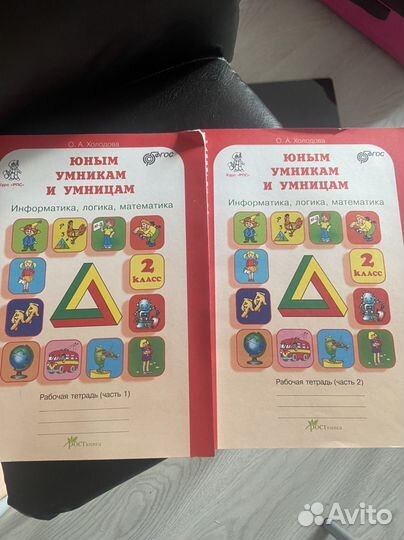 О. А. Холодова
Курс «РПС»
ФГОС
ЮНЫМ
УМНИКАМ
И УМНИЦАМ
Информатика, логика, математика
2
КЛАСС
Рабочая тетрадь (часть 1)
РОСТкнига
О. А. Холодова
Курс «РПС»
ФГОС
ЮНЫМ
УМНИКАМ
И УМНИЦАМ
Информатика, логика, математика
2
КЛАСС
Рабочая тетрадь (часть 2)
РОСТкнига
Avito